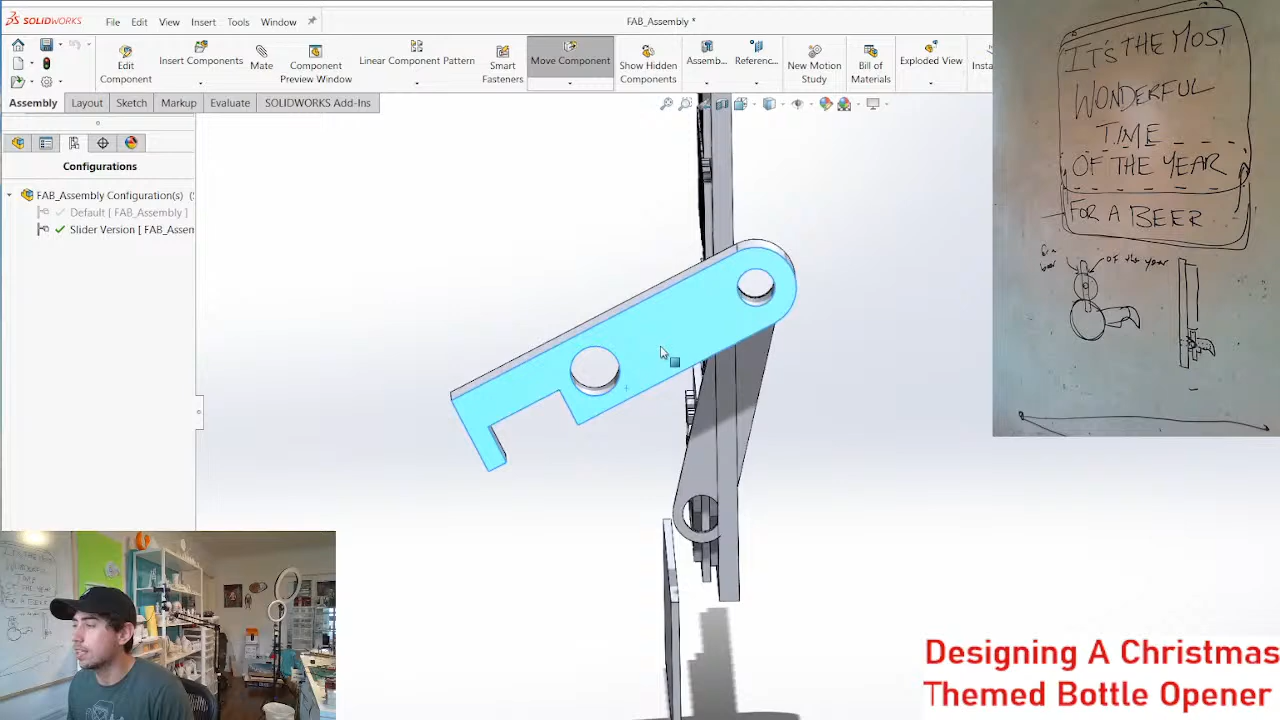 SOLIDWORKS File Edit View Insert Tools Window FAB_Assembly *
Edit Component
Insert Components
Mate
Component Preview Window
Linear Component Pattern
Smart Fasteners
Move Component
Show Hidden Components
Assemb...
Referenc...
New Motion Study
Bill of Materials
Exploded View
Insta
Assembly Layout Sketch Markup Evaluate SOLIDWORKS Add-Ins
Configurations
FAB_Assembly Configuration(s)
Default [ FAB_Assembly ]
Slider Version [ FAB_Assen
IT'S THE MOST
WONDERFUL
TIME
OF THE YEAR
FOR A BEER
of the year
beer
Designing A Christmas
Themed Bottle Opener